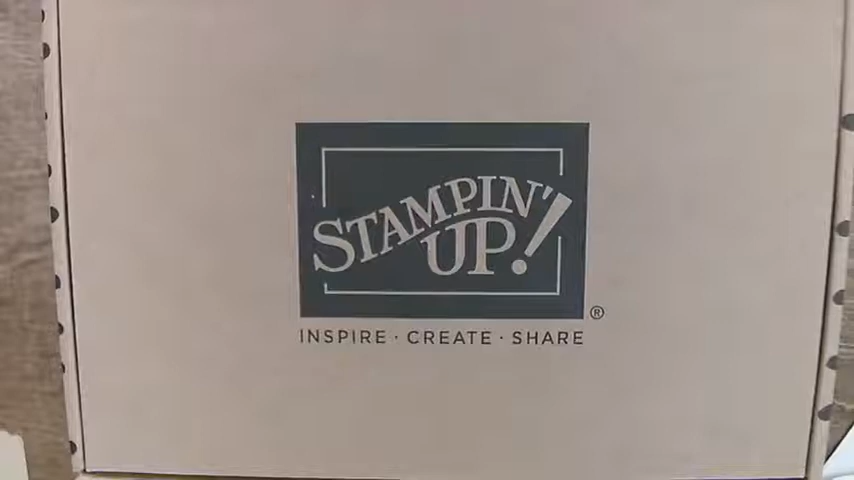 STAMPIN'
UP!
®
INSPIRE · CREATE · SHARE